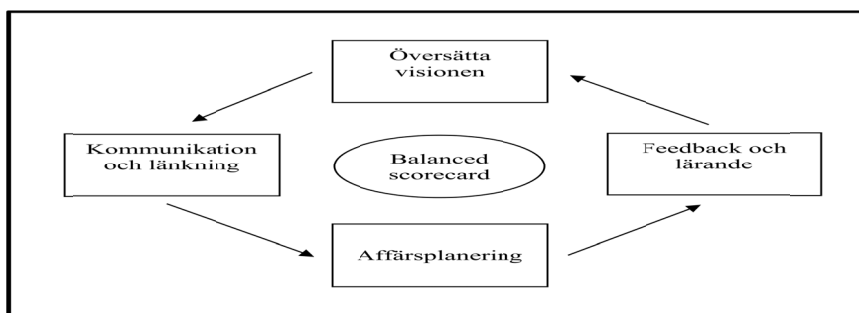 Översätta
visionen
Kommunikation
och länkning
Balanced
scorecard
Feedback och
lärande
Affärsplanering